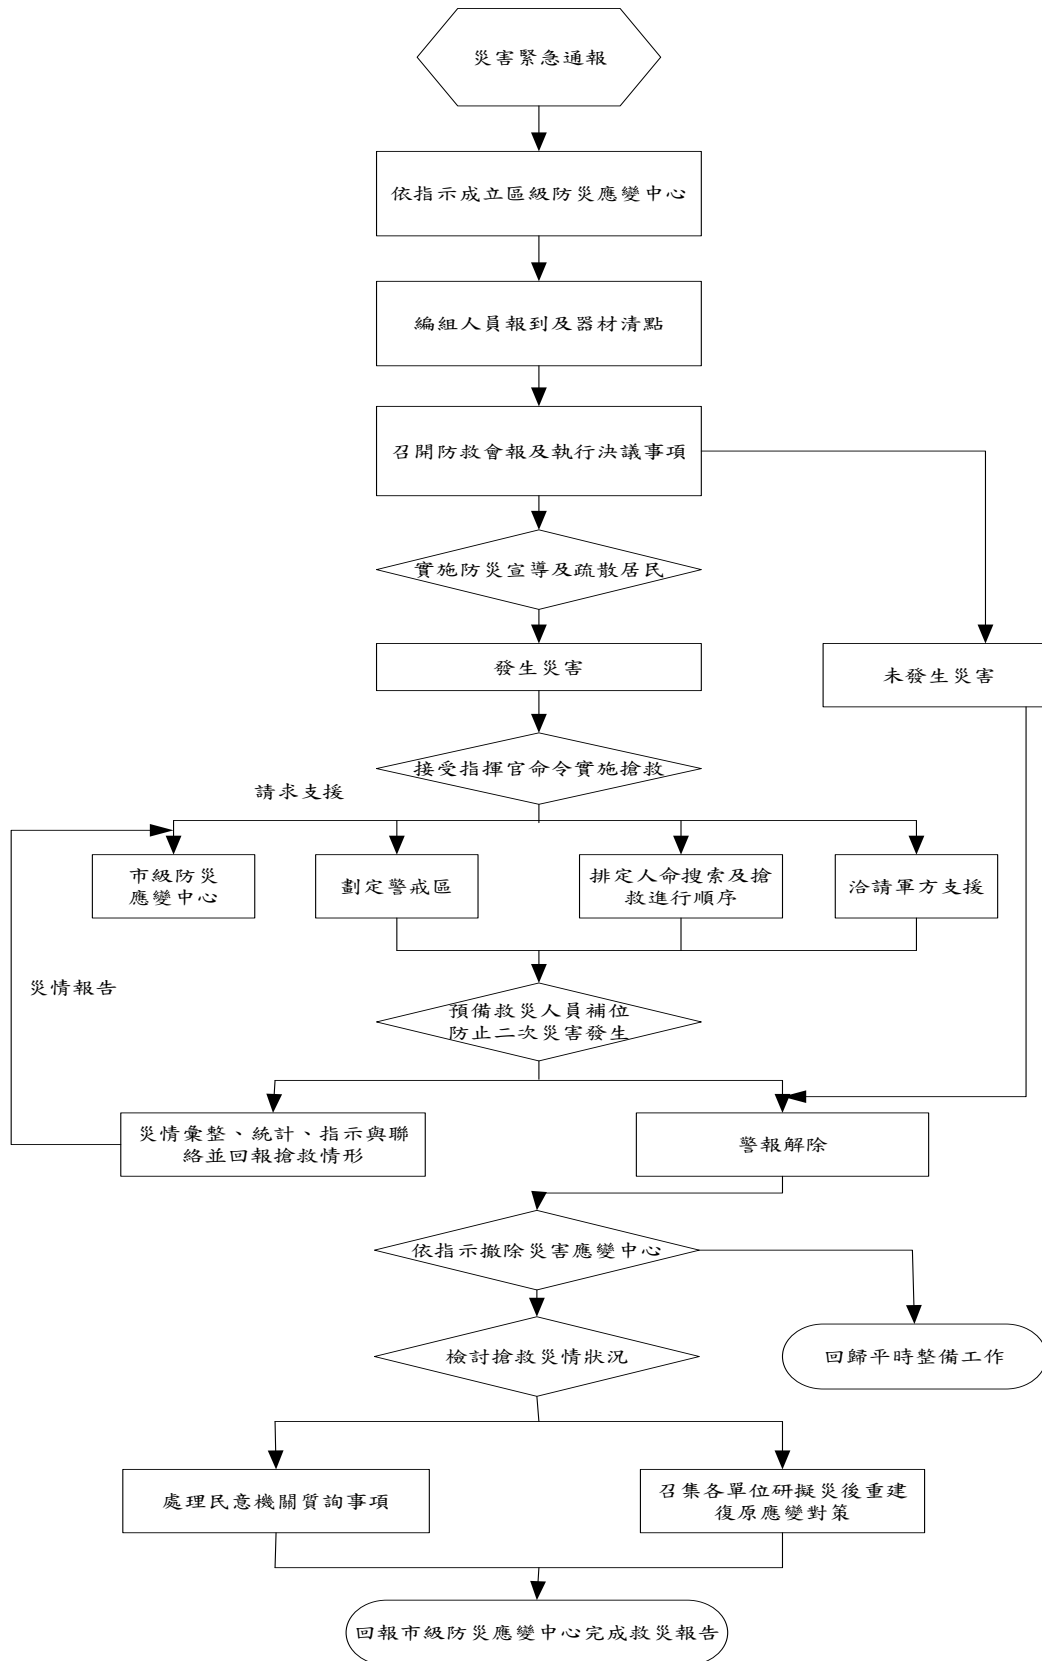 災害緊急通報
依指示成立區級防災應變中心
編組人員報到及器材清點
召開防救會報及執行決議事項
實施防災宣導及疏散居民
發生災害
未發生災害
接受指揮官命令實施搶救
請求支援
市級防災
應變中心
劃定警戒區
排定人命搜索及搶
救進行順序
洽請軍方支援
災情報告
預備救災人員補位
防止二次災害發生
災情彙整、統計、指示與聯
絡並回報搶救情形
警報解除
依指示撤除災害應變中心
檢討搶救災情狀況
回歸平時整備工作
處理民意機關質詢事項
召集各單位研擬災後重建
復原應變對策
回報市級防災應變中心完成救災報告